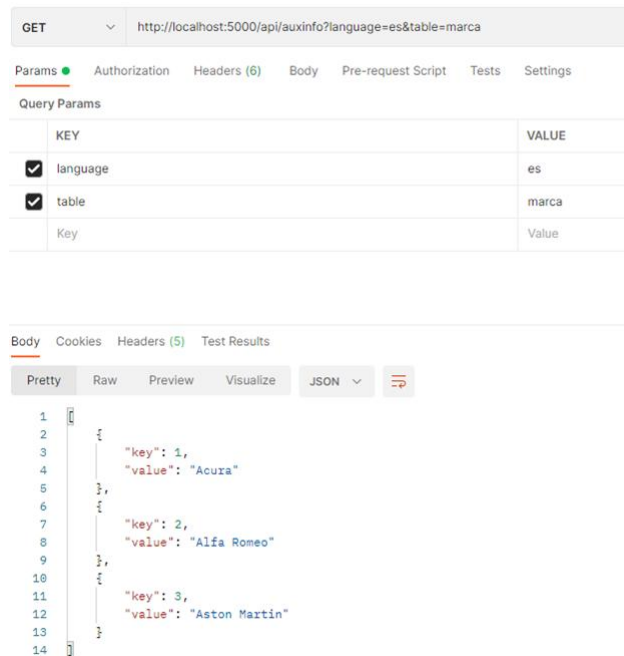 GET http://localhost:5000/api/auxinfo?language=es&table=marca
Params Authorization Headers (6) Body Pre-request Script Tests Settings
Query Params
KEY VALUE
language es
table marca
Key Value
Body Cookies Headers (5) Test Results
Pretty Raw Preview Visualize JSON
1 [
2 {
3 "key": 1,
4 "value": "Acura"
5 },
6 {
7 "key": 2,
8 "value": "Alfa Romeo"
9 },
10 {
11 "key": 3,
12 "value": "Aston Martin"
13 }
14 ]